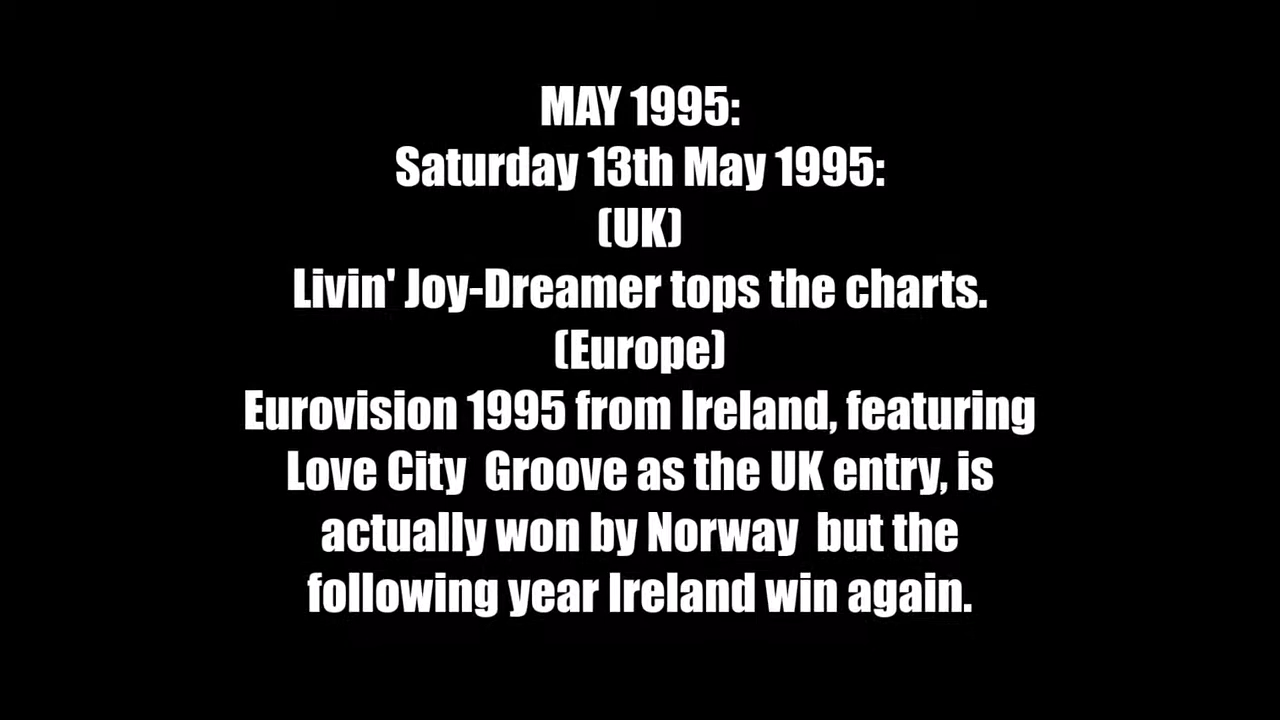 MAY 1995:
Saturday 13th May 1995:
(UK)
Livin' Joy-Dreamer tops the charts.
(Europe)
Eurovision 1995 from Ireland, featuring
Love City  Groove as the UK entry, is
actually won by Norway  but the
following year Ireland win again.